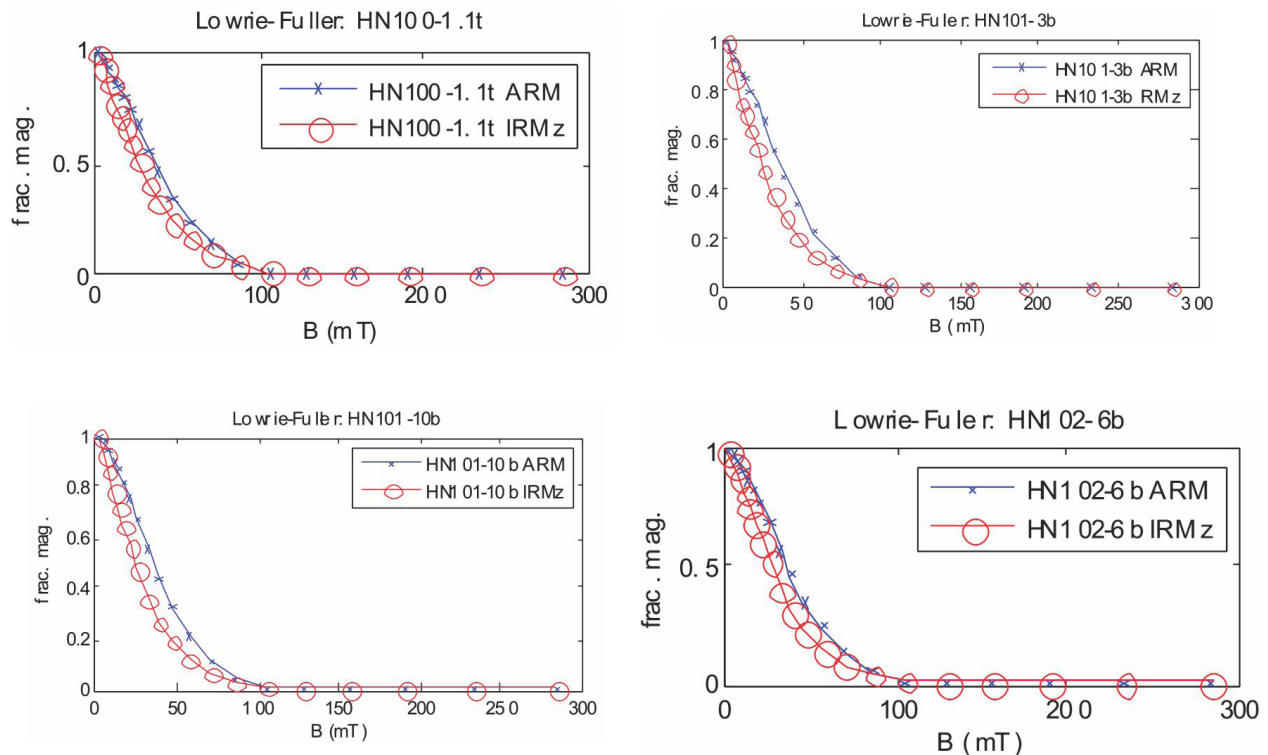 Lowrie-Fuller: HN100-1.1t
1
0.5
0
frac. mag.
HN100-1.1t ARM
HN100-1.1t IRMz
0
100
200
300
B (mT)
Lowrie-Fuller: HN101-3b
1
0.8
0.6
0.4
0.2
0
frac. mag.
HN101-3b ARM
HN101-3b RMz
0
50
100
150
200
250
300
B (mT)
Lowrie-Fuller: HN101-10b
1
0.8
0.6
0.4
0.2
0
frac. mag.
HN101-10b ARM
HN101-10b IRMz
0
50
100
150
200
250
300
B (mT)
Lowrie-Fuller: HN102-6b
1
0.5
0
frac. mag.
HN102-6b ARM
HN102-6b IRMz
0
100
200
300
B (mT)